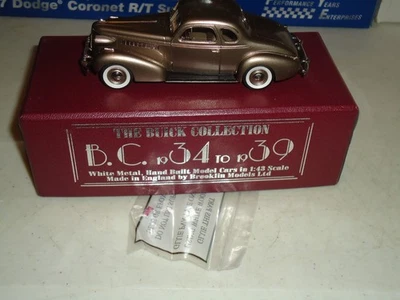 7 Dodge Coronet R/T
PERFORMANCE YEARS
ENTERPRISES
THE BUICK COLLECTION
B.C. 1934 TO 1939
White Metal, Hand Built Model Cars in 1:43 Scale
Made in England by Brooklin Models Ltd